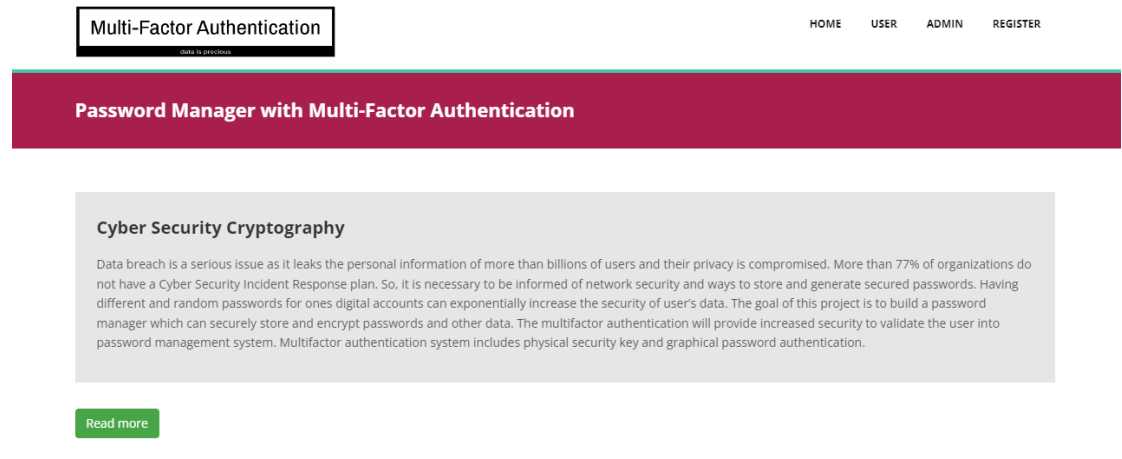 Multi-Factor Authentication
data is precious
HOME USER ADMIN REGISTER
Password Manager with Multi-Factor Authentication
Cyber Security Cryptography
Data breach is a serious issue as it leaks the personal information of more than billions of users and their privacy is compromised. More than 77% of organizations do
not have a Cyber Security Incident Response plan. So, it is necessary to be informed of network security and ways to store and generate secured passwords. Having
different and random passwords for ones digital accounts can exponentially increase the security of user's data. The goal of this project is to build a password
manager which can securely store and encrypt passwords and other data. The multifactor authentication will provide increased security to validate the user into
password management system. Multifactor authentication system includes physical security key and graphical password authentication.
Read more